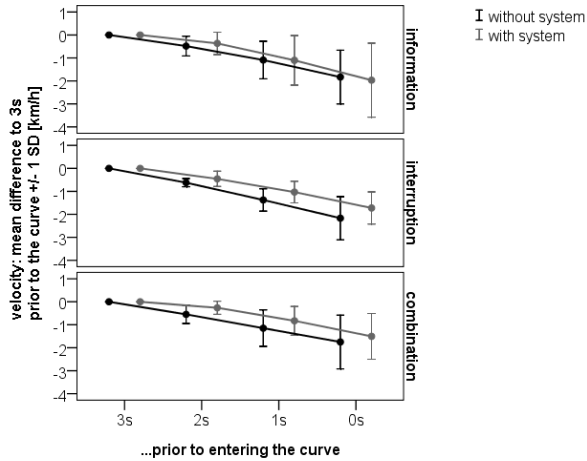 velocity: mean difference to 3s
prior to the curve +/- 1 SD [km/h]
1
0
-1
-2
-3
-4
information
1
0
-1
-2
-3
-4
interruption
1
0
-1
-2
-3
-4
combination
3s 2s 1s 0s
...prior to entering the curve
without system
with system